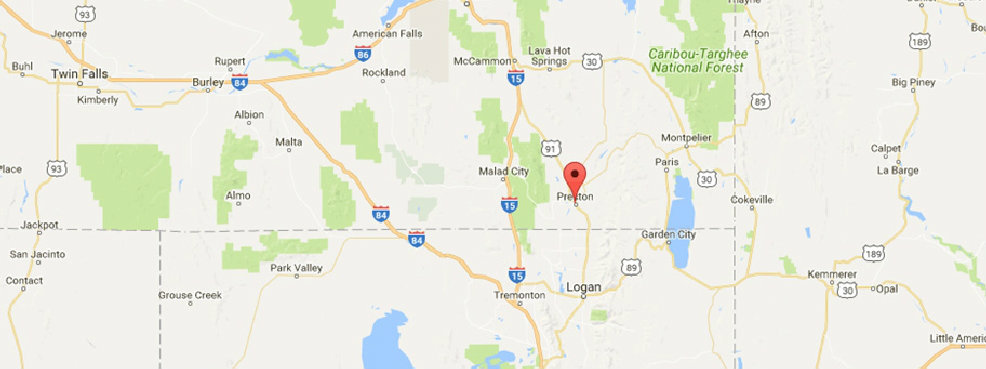 Thayne
93
Jerome
American Falls
Afton
189
Buhl
Rupert
86
McCammon
Lava Hot
Springs
30
Caribou-Targhee
National Forest
Twin Falls
Burley
84
Rockland
15
Big Piney
Kimberly
89
Albion
Malta
91
Montpelier
Calpet
93
Malad City
Paris
30
La Barge
Almo
Preston
Cokeville
84
15
Jackpot
84
Garden City
San Jacinto
Park Valley
89
189
Contact
15
Kemmerer
Grouse Creek
Tremonton
Logan
30
Opal
Little Ameri